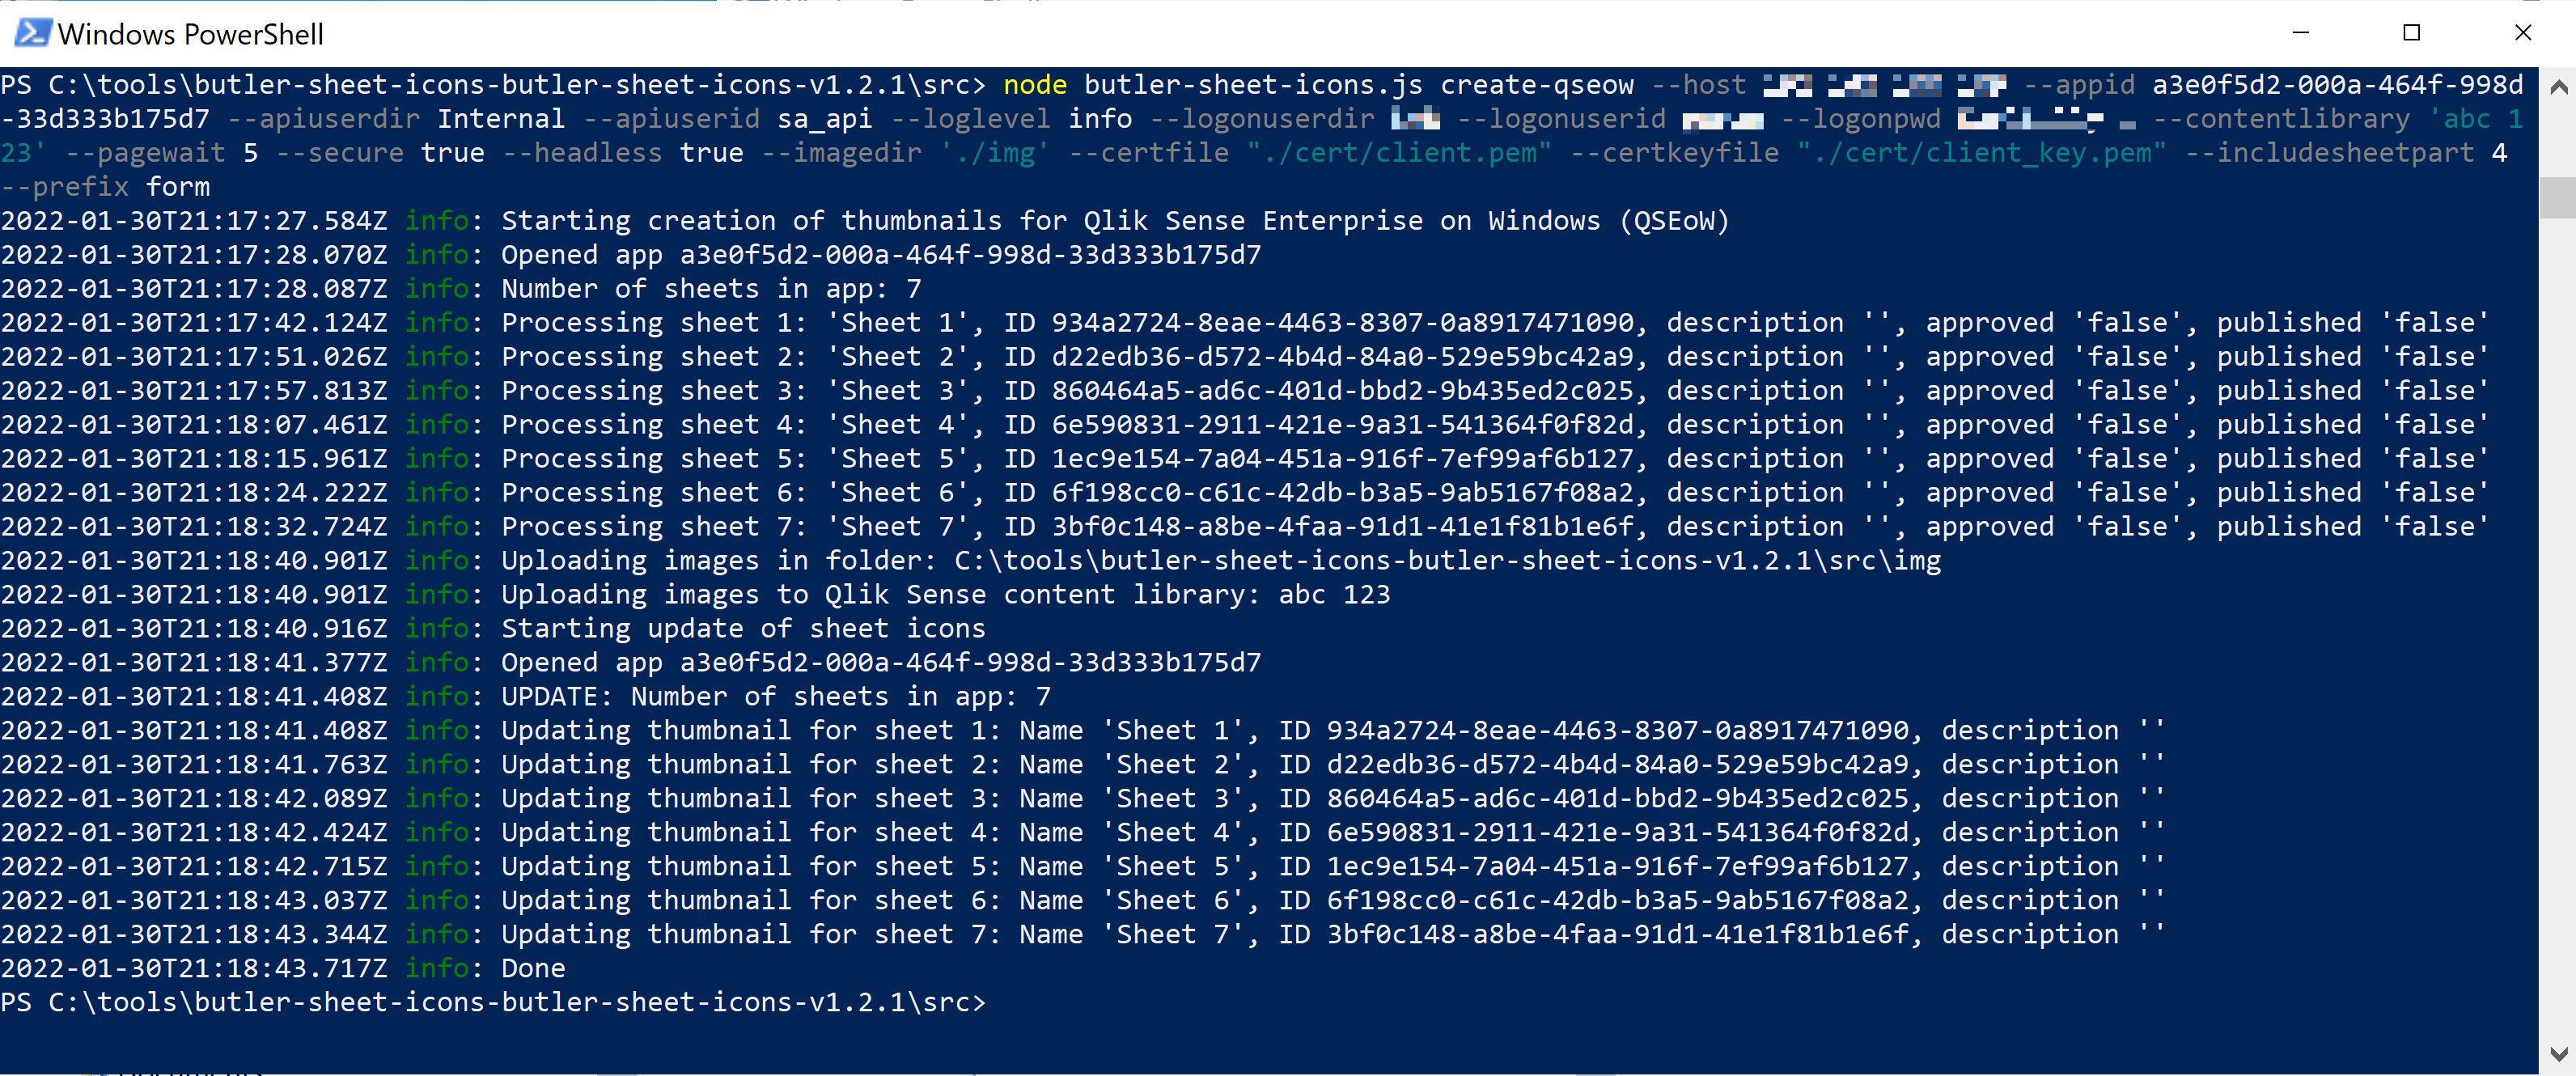 Windows PowerShell
PS C:\tools\butler-sheet-icons-butler-sheet-icons-v1.2.1\src> node butler-sheet-icons.js create-qseow --host --appid a3e0f5d2-000a-464f-998d
-33d333b175d7 --apiuserdir Internal --apiuserid sa_api --loglevel info --logonuserdir --logonuserid --logonpwd --contentlibrary 'abc 1
23' --pagewait 5 --secure true --headless true --imagedir './img' --certfile "./cert/client.pem" --certkeyfile "./cert/client_key.pem" --includesheetpart 4
--prefix form
2022-01-30T21:17:27.584Z info: Starting creation of thumbnails for Qlik Sense Enterprise on Windows (QSEoW)
2022-01-30T21:17:28.070Z info: Opened app a3e0f5d2-000a-464f-998d-33d333b175d7
2022-01-30T21:17:28.087Z info: Number of sheets in app: 7
2022-01-30T21:17:42.124Z info: Processing sheet 1: 'Sheet 1', ID 934a2724-8eae-4463-8307-0a8917471090, description '', approved 'false', published 'false'
2022-01-30T21:17:51.026Z info: Processing sheet 2: 'Sheet 2', ID d22edb36-d572-4b4d-84a0-529e59bc42a9, description '', approved 'false', published 'false'
2022-01-30T21:17:57.813Z info: Processing sheet 3: 'Sheet 3', ID 860464a5-ad6c-401d-bbd2-9b435ed2c025, description '', approved 'false', published 'false'
2022-01-30T21:18:07.461Z info: Processing sheet 4: 'Sheet 4', ID 6e590831-2911-421e-9a31-541364f0f82d, description '', approved 'false', published 'false'
2022-01-30T21:18:15.961Z info: Processing sheet 5: 'Sheet 5', ID 1ec9e154-7a04-451a-916f-7ef99af6b127, description '', approved 'false', published 'false'
2022-01-30T21:18:24.222Z info: Processing sheet 6: 'Sheet 6', ID 6f198cc0-c61c-42db-b3a5-9ab5167f08a2, description '', approved 'false', published 'false'
2022-01-30T21:18:32.724Z info: Processing sheet 7: 'Sheet 7', ID 3bf0c148-a8be-4faa-91d1-41e1f81b1e6f, description '', approved 'false', published 'false'
2022-01-30T21:18:40.901Z info: Uploading images in folder: C:\tools\butler-sheet-icons-butler-sheet-icons-v1.2.1\src\img
2022-01-30T21:18:40.901Z info: Uploading images to Qlik Sense content library: abc 123
2022-01-30T21:18:40.916Z info: Starting update of sheet icons
2022-01-30T21:18:41.377Z info: Opened app a3e0f5d2-000a-464f-998d-33d333b175d7
2022-01-30T21:18:41.408Z info: UPDATE: Number of sheets in app: 7
2022-01-30T21:18:41.408Z info: Updating thumbnail for sheet 1: Name 'Sheet 1', ID 934a2724-8eae-4463-8307-0a8917471090, description ''
2022-01-30T21:18:41.763Z info: Updating thumbnail for sheet 2: Name 'Sheet 2', ID d22edb36-d572-4b4d-84a0-529e59bc42a9, description ''
2022-01-30T21:18:42.089Z info: Updating thumbnail for sheet 3: Name 'Sheet 3', ID 860464a5-ad6c-401d-bbd2-9b435ed2c025, description ''
2022-01-30T21:18:42.424Z info: Updating thumbnail for sheet 4: Name 'Sheet 4', ID 6e590831-2911-421e-9a31-541364f0f82d, description ''
2022-01-30T21:18:42.715Z info: Updating thumbnail for sheet 5: Name 'Sheet 5', ID 1ec9e154-7a04-451a-916f-7ef99af6b127, description ''
2022-01-30T21:18:43.037Z info: Updating thumbnail for sheet 6: Name 'Sheet 6', ID 6f198cc0-c61c-42db-b3a5-9ab5167f08a2, description ''
2022-01-30T21:18:43.344Z info: Updating thumbnail for sheet 7: Name 'Sheet 7', ID 3bf0c148-a8be-4faa-91d1-41e1f81b1e6f, description ''
2022-01-30T21:18:43.717Z info: Done
PS C:\tools\butler-sheet-icons-butler-sheet-icons-v1.2.1\src>